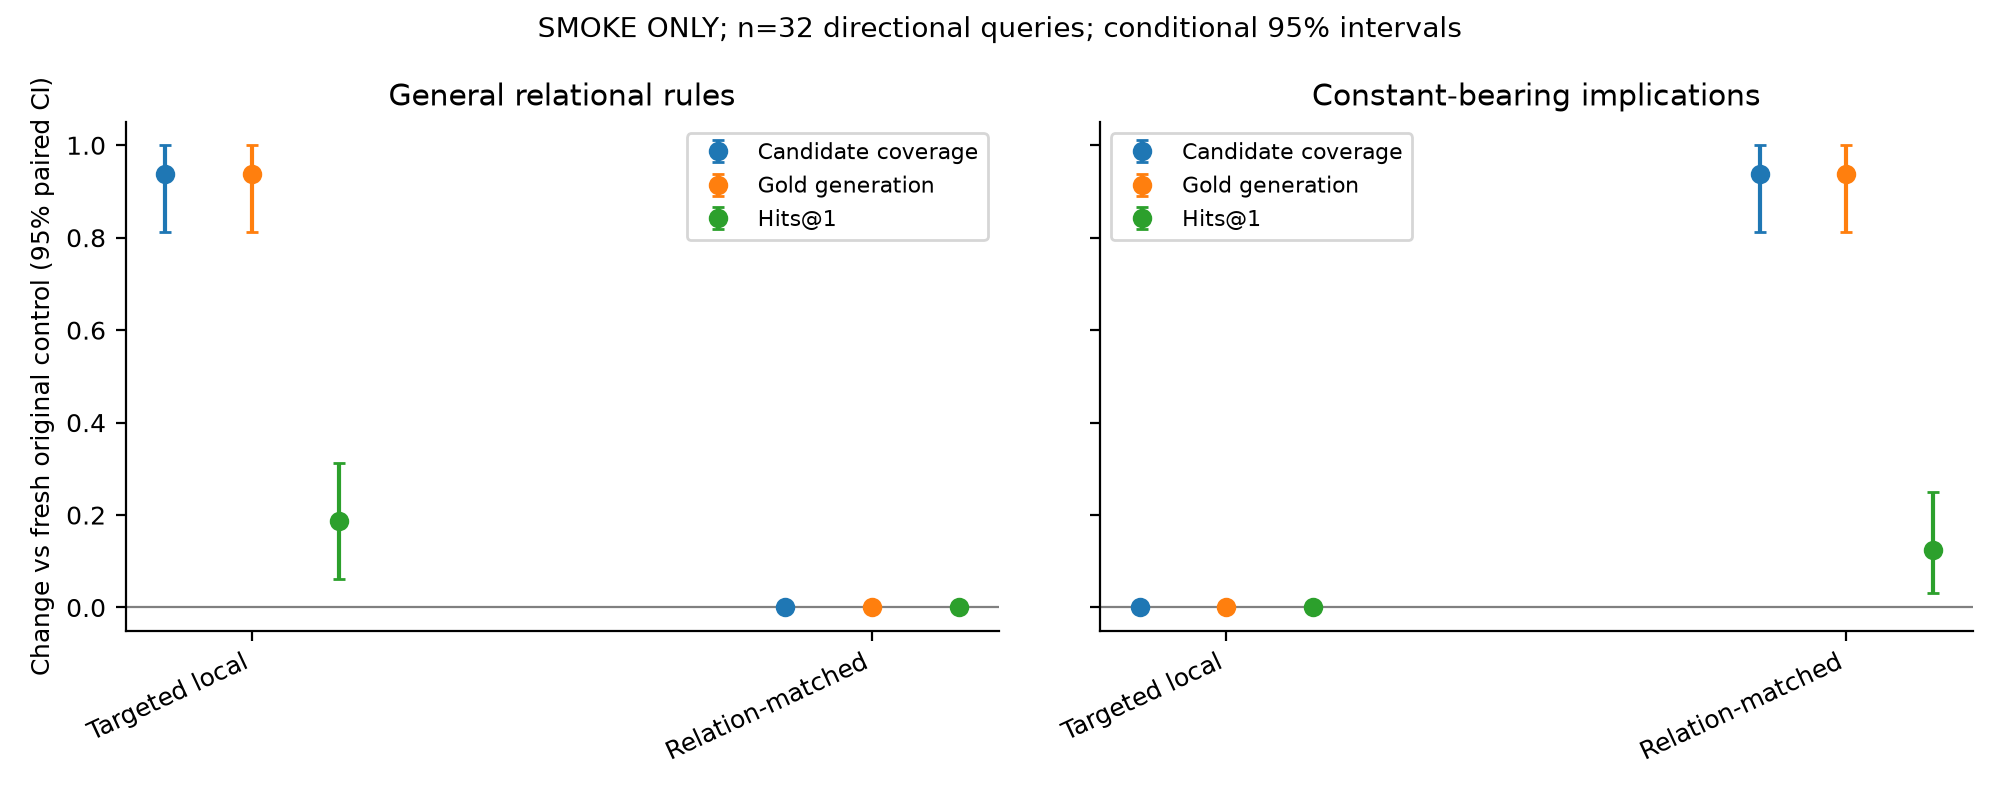 SMOKE ONLY; n=32 directional queries; conditional 95% intervals
General relational rules
Change vs fresh original control (95% paired CI)
1.0
0.8
0.6
0.4
0.2
0.0
Candidate coverage
Gold generation
Hits@1
Targeted local
Relation-matched
Constant-bearing implications
Candidate coverage
Gold generation
Hits@1
Targeted local
Relation-matched